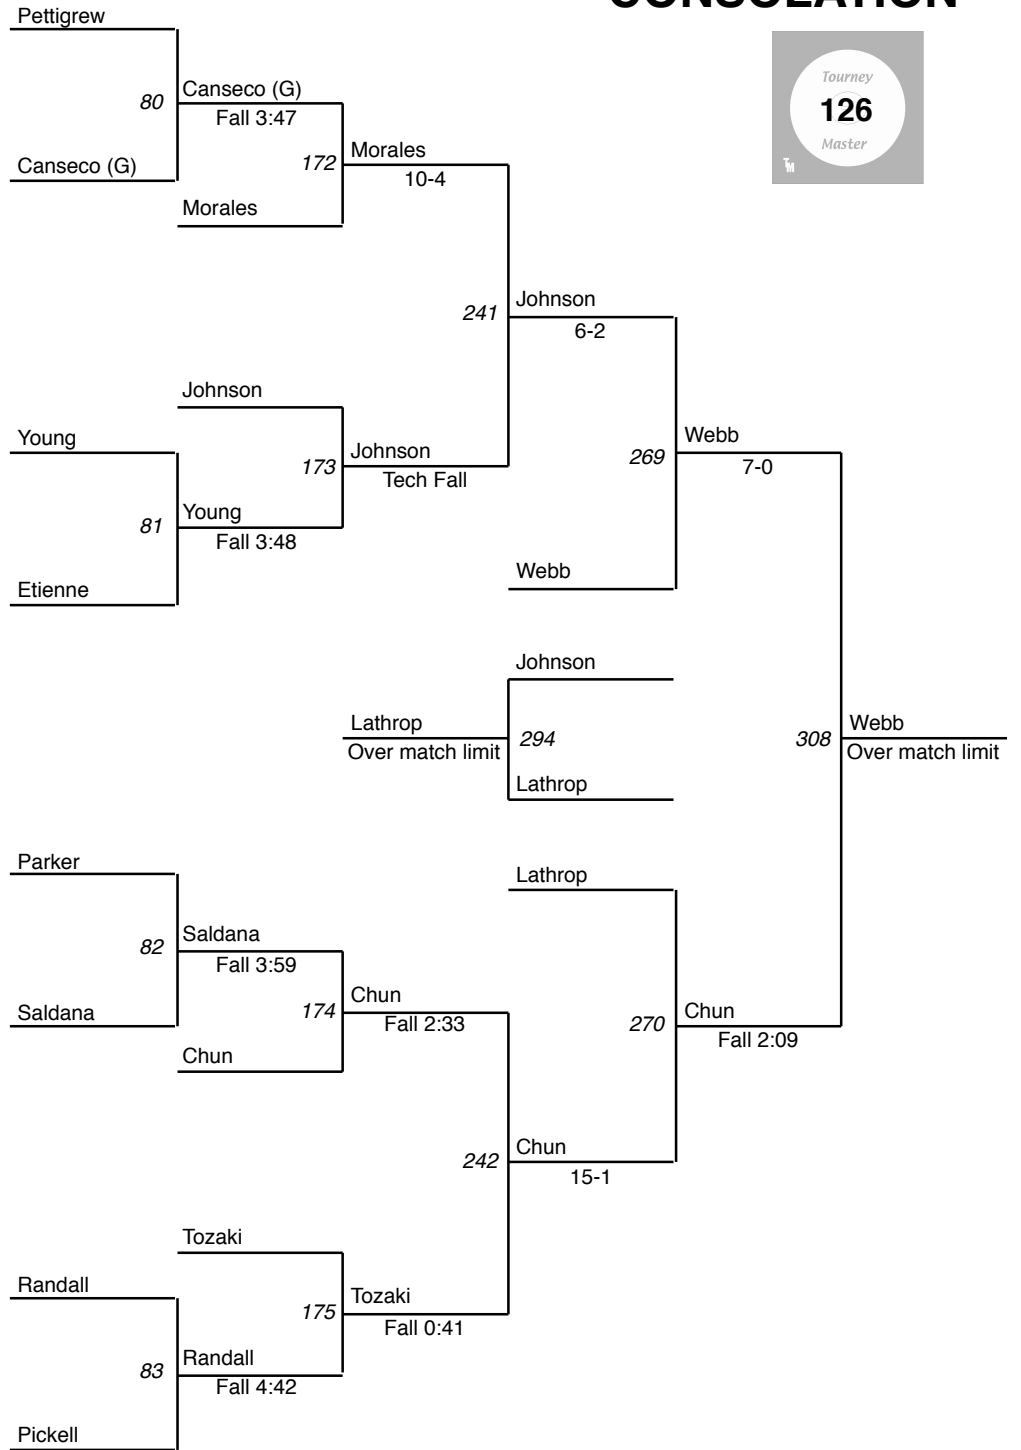 Pettigrew
CONSOLATION
Tourney
126
Master
TM
80
Canseco (G)
Fall 3:47
Canseco (G)
172
Morales
10-4
Morales
241
Johnson
6-2
Johnson
Young
173
Johnson
Tech Fall
269
Webb
7-0
81
Young
Fall 3:48
Etienne
Webb
Johnson
Lathrop
Over match limit
294
Lathrop
308
Webb
Over match limit
Parker
Lathrop
82
Saldana
Fall 3:59
Saldana
174
Chun
Fall 2:33
270
Chun
Fall 2:09
Chun
242
Chun
15-1
Tozaki
Randall
175
Tozaki
Fall 0:41
83
Randall
Fall 4:42
Pickell